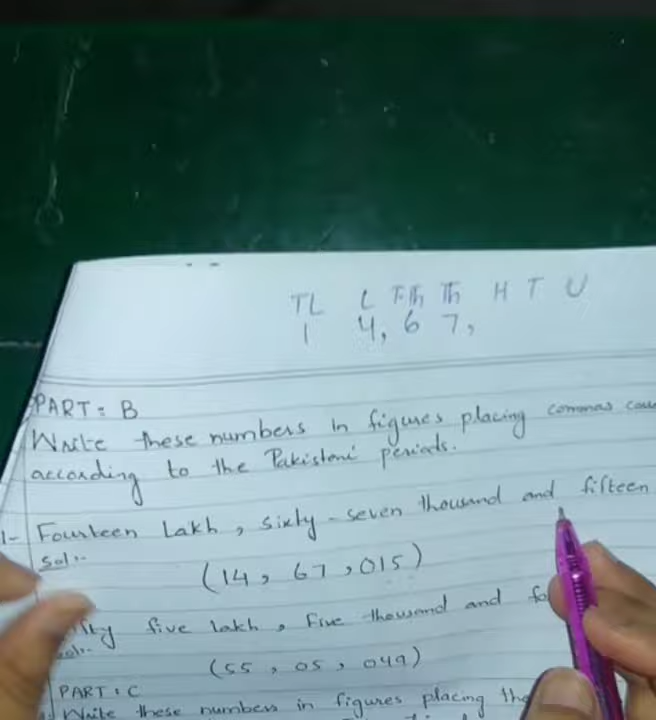 TL L T.Th Th H T U
1 4, 6 7,
PART: B
Write these numbers in figures placing commas
according to the Pakistani periods.
1- Fourteen Lakh, sixty-seven thousand and fifteen
Sol:-
(14, 67, 015)
five lakh, Five thousand and
(55, 05, 049)
PART: C
Write these numbers in figures placing the